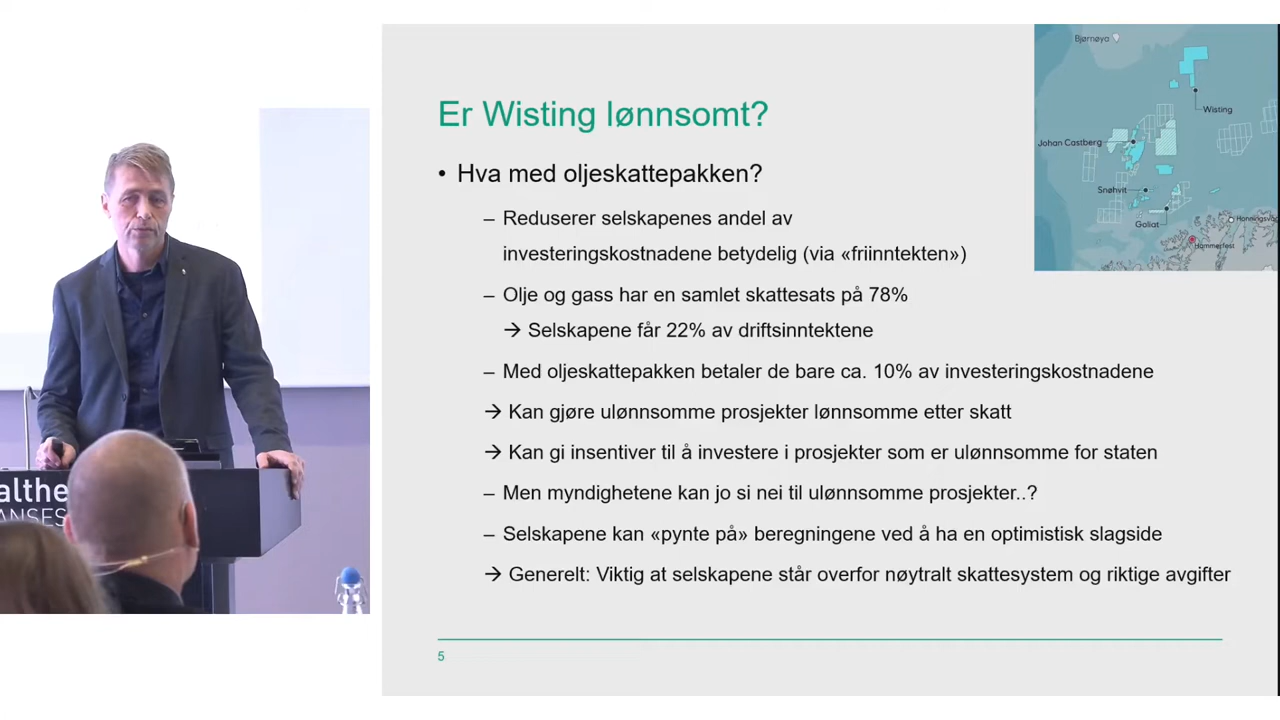 Er Wisting lønnsomt?
• Hva med oljeskattepakken?
– Reduserer selskapenes andel av
investeringskostnadene betydelig (via «friinntekten»)
– Olje og gass har en samlet skattesats på 78%
→ Selskapene får 22% av driftsinntektene
– Med oljeskattepakken betaler de bare ca. 10% av investeringskostnadene
→ Kan gjøre ulønnsomme prosjekter lønnsomme etter skatt
→ Kan gi insentiver til å investere i prosjekter som er ulønnsomme for staten
– Men myndighetene kan jo si nei til ulønnsomme prosjekter..?
– Selskapene kan «pynte på» beregningene ved å ha en optimistisk slagside
→ Generelt: Viktig at selskapene står overfor nøytralt skattesystem og riktige avgifter
5
Bjørnøya
Wisting
Johan Castberg
Snøhvit
Goliat
Honningsvåg
Hammerfest
althe
ANSES